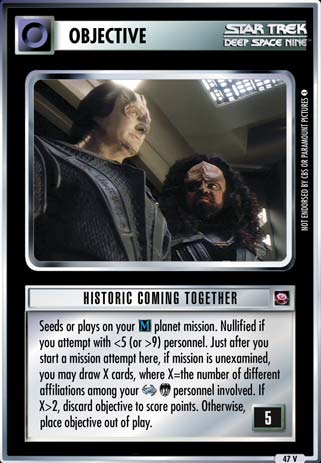 OBJECTIVE
STAR TREK
DEEP SPACE NINE
NOT ENDORSED BY CBS OR PARAMOUNT PICTURES
HISTORIC COMING TOGETHER
Seeds or plays on your M planet mission. Nullified if
you attempt with <5 (or >9) personnel. Just after you
start a mission attempt here, if mission is unexamined,
you may draw X cards, where X=the number of different
affiliations among your personnel involved. If
X>2, discard objective to score points. Otherwise,
place objective out of play.
5
47 V